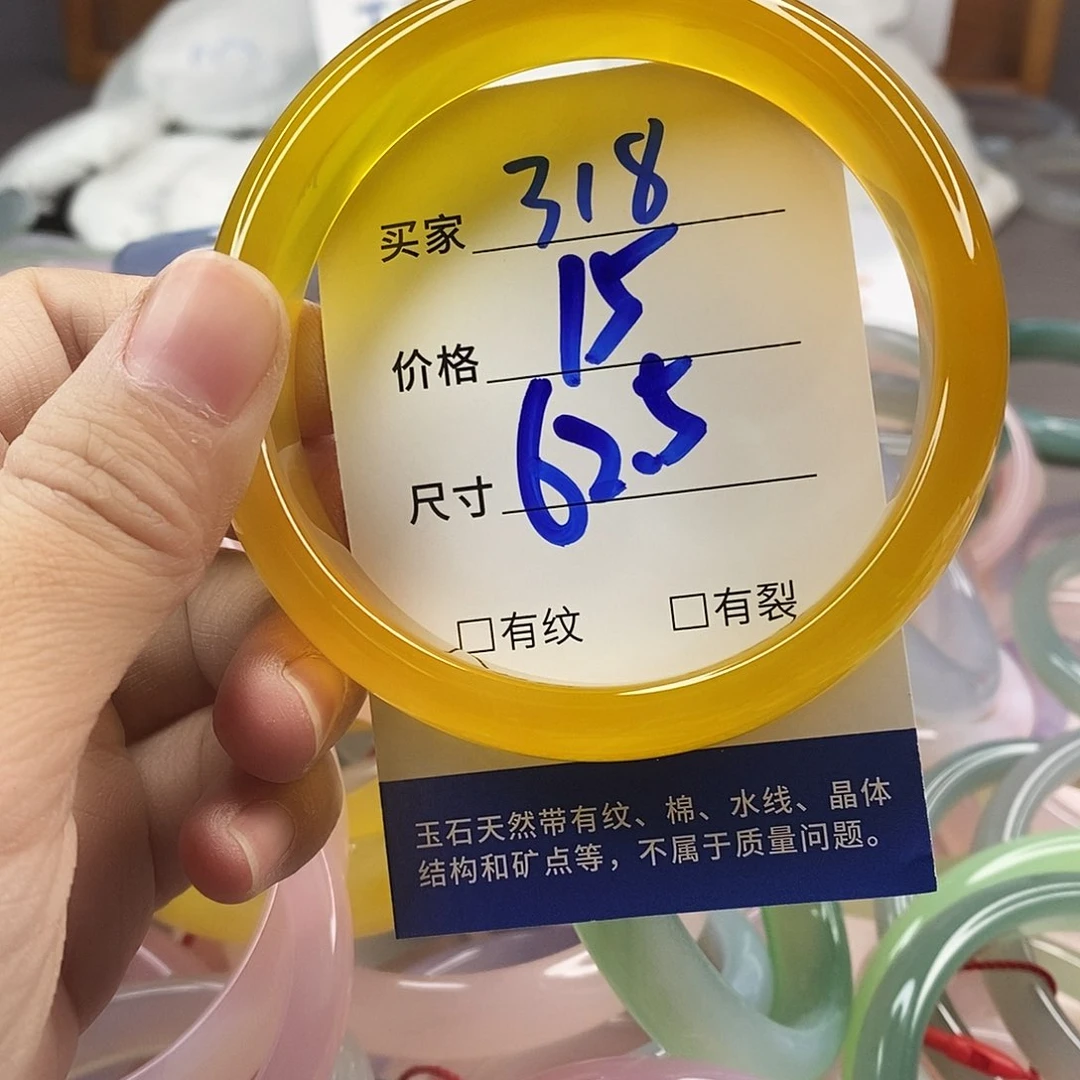 买家 318
价格 15
尺寸 62.5
□有纹 □有裂
玉石天然带有纹、棉、水线、晶体
结构和矿点等，不属于质量问题。